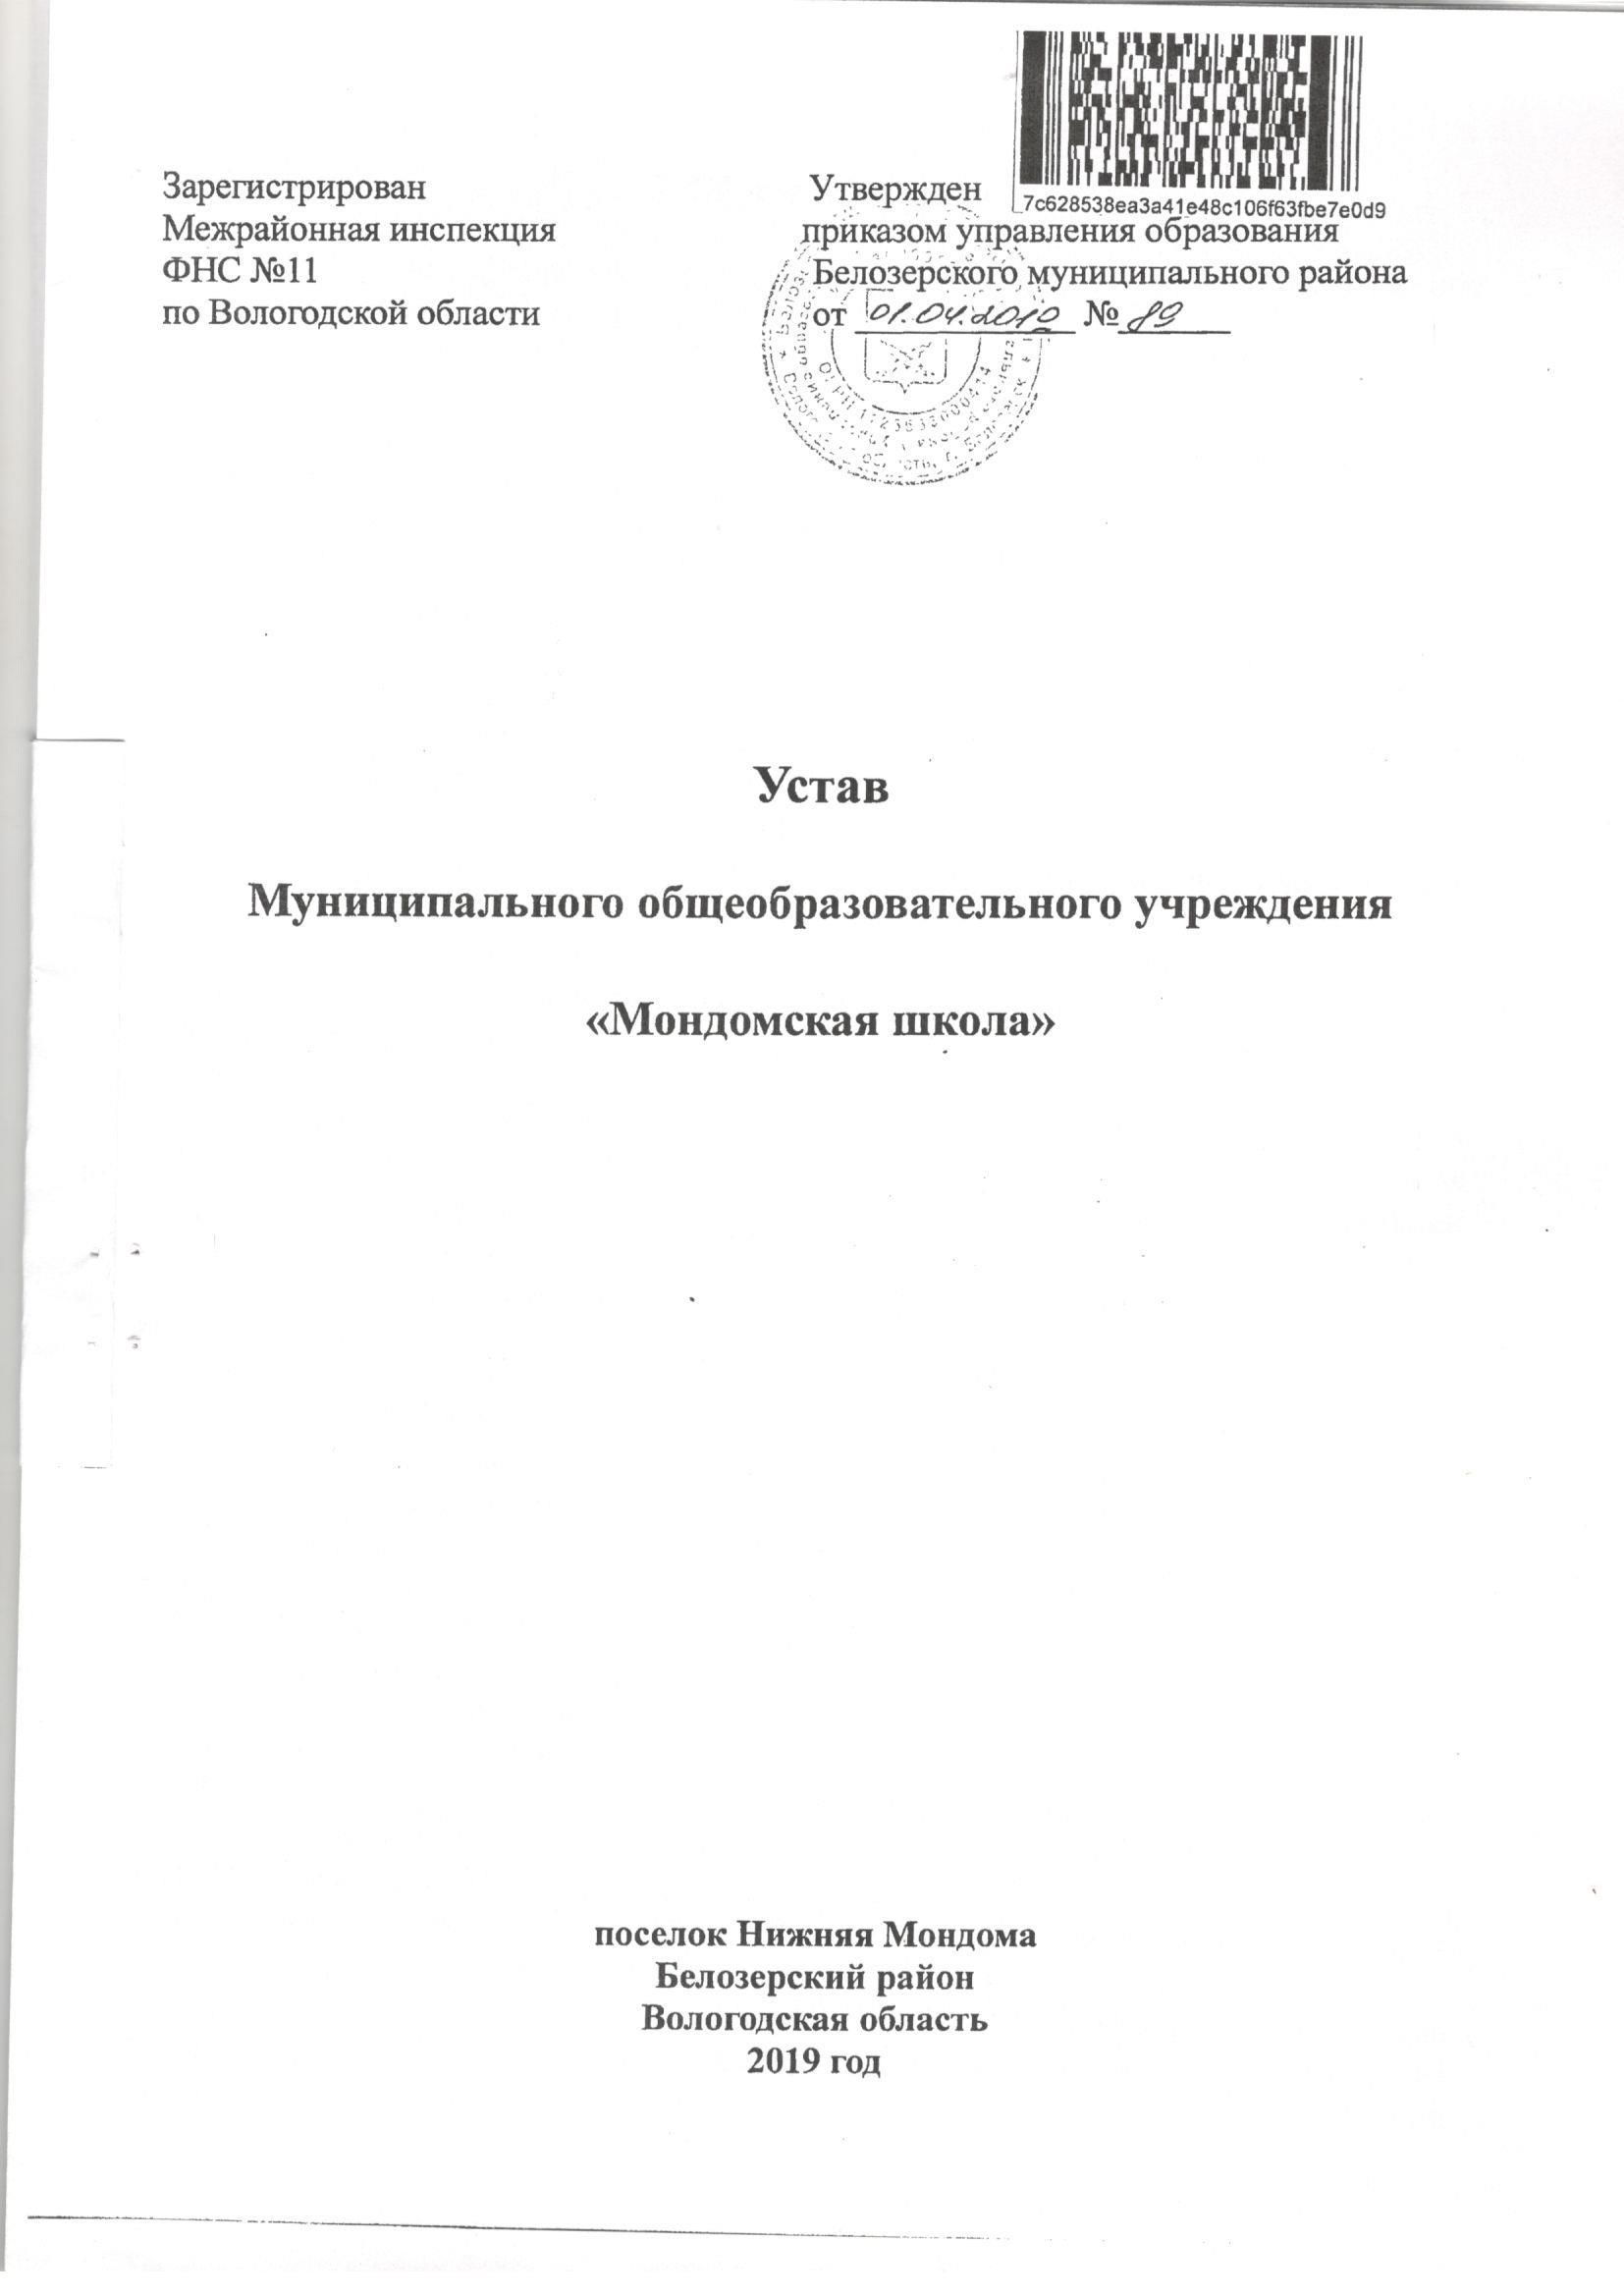 Зарегистрирован
Межрайонная инспекция
ФНС №11
по Вологодской области
7c628538ea3a41e48c106f63fbe7e0d9
Утвержден
приказом управления образования
Белозерского муниципального района
от 01.04.2019 № 89
Устав
Муниципального общеобразовательного учреждения
«Мондомская школа»
поселок Нижняя Мондома
Белозерский район
Вологодская область
2019 год